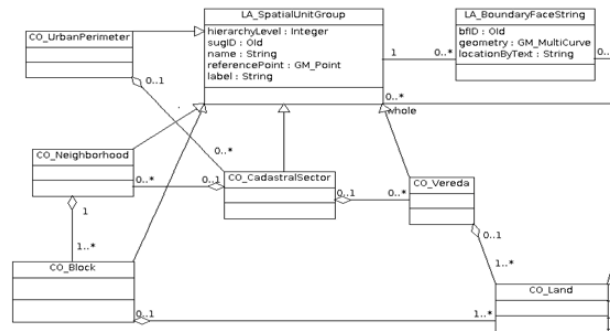 LA_SpatialUnitGroup
hierarchyLevel : Integer
sugID : OId
name : String
referencePoint : GM_Point
label : String
LA_BoundaryFaceString
bfID : OId
geometry : GM_MultiCurve
locationByText : String
CO_UrbanPerimeter
1
0..*
0..
0..1
0..*
whole
0..*
CO_Neighborhood
0..*
0..1
CO_CadastralSector
0..1
0..*
CO_Vereda
1
1..*
0..1
1..*
CO_Block
0..1
1..*
CO_Land